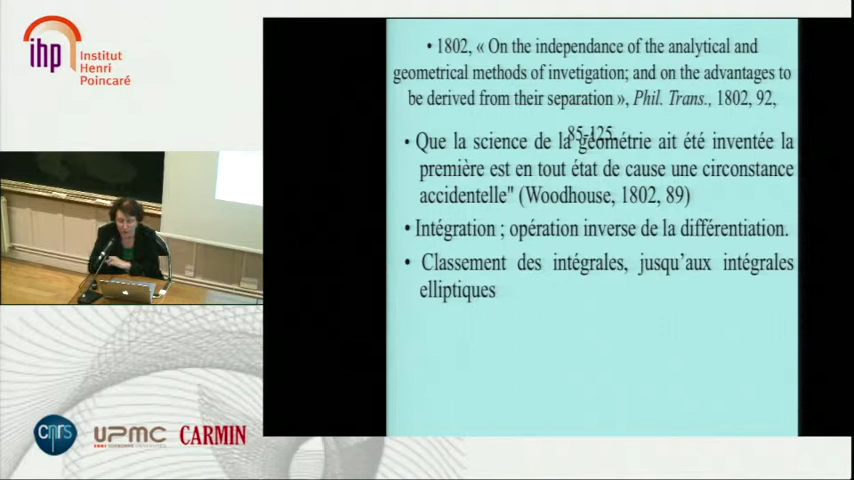 ihp
Institut
Henri
Poincaré
• 1802, « On the independance of the analytical and
geometrical methods of invetigation; and on the advantages to
be derived from their separation », Phil. Trans., 1802, 92,
85-125.
• Que la science de la géométrie ait été inventée la
première est en tout état de cause une circonstance
accidentelle" (Woodhouse, 1802, 89)
• Intégration ; opération inverse de la différentiation.
• Classement des intégrales, jusqu’aux intégrales
elliptiques
cnrs
UPMC
CARMIN